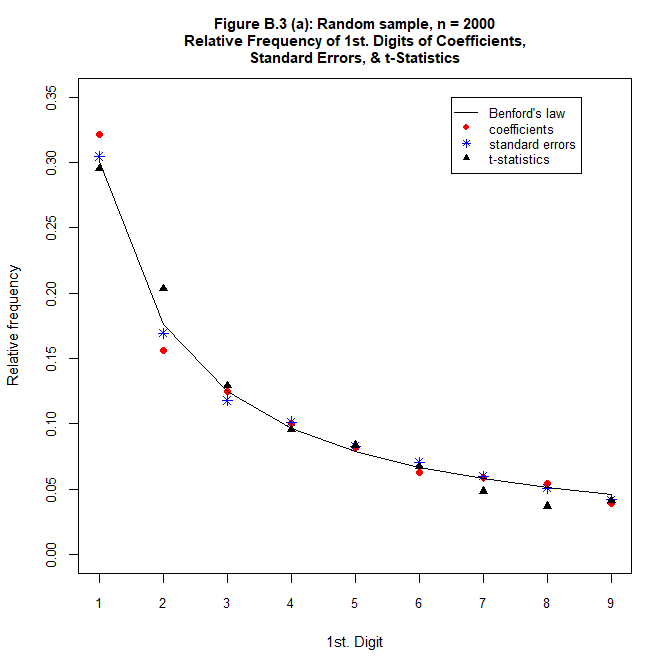 Figure B.3 (a): Random sample, n = 2000
Relative Frequency of 1st. Digits of Coefficients,
Standard Errors, & t-Statistics
Benford's law
coefficients
standard errors
t-statistics
Relative frequency
0.35
0.30
0.25
0.20
0.15
0.10
0.05
0.00
1 2 3 4 5 6 7 8 9
1st. Digit